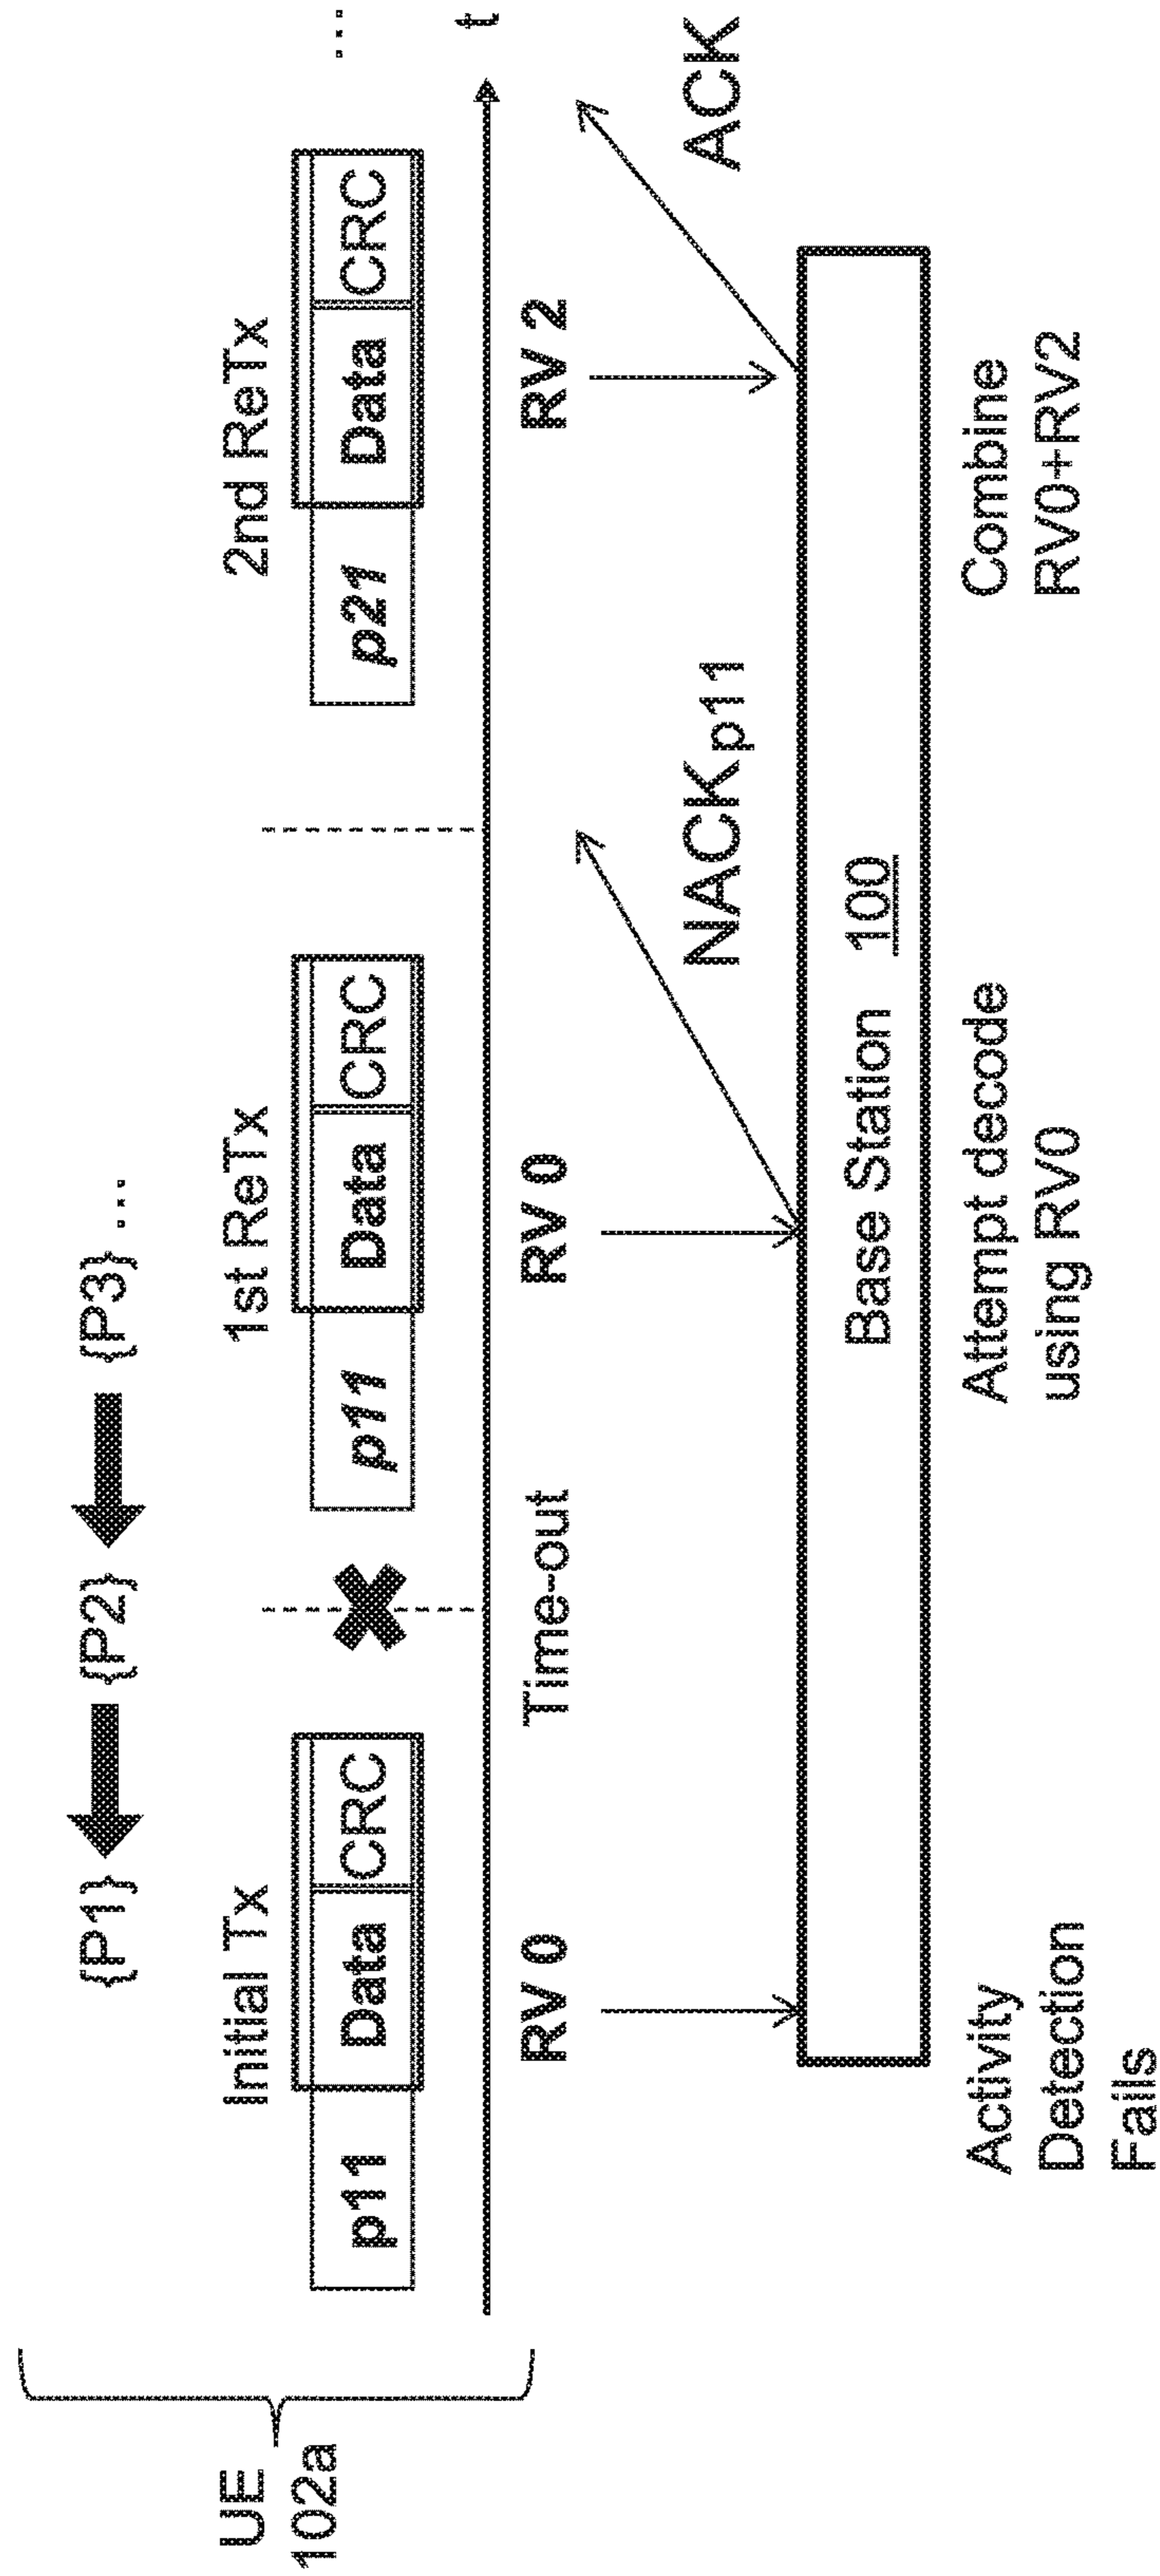 {P1} {P2} {P3} ...
Initial Tx
1st ReTx
2nd ReTx
UE
102a
p11 Data CRC
p11 Data CRC
p21 Data CRC
...
t
RV 0
Time-out
RV 0
RV 2
NACKp11
ACK
Base Station 100
Activity
Detection
Fails
Attempt decode
using RV0
Combine
RV0+RV2